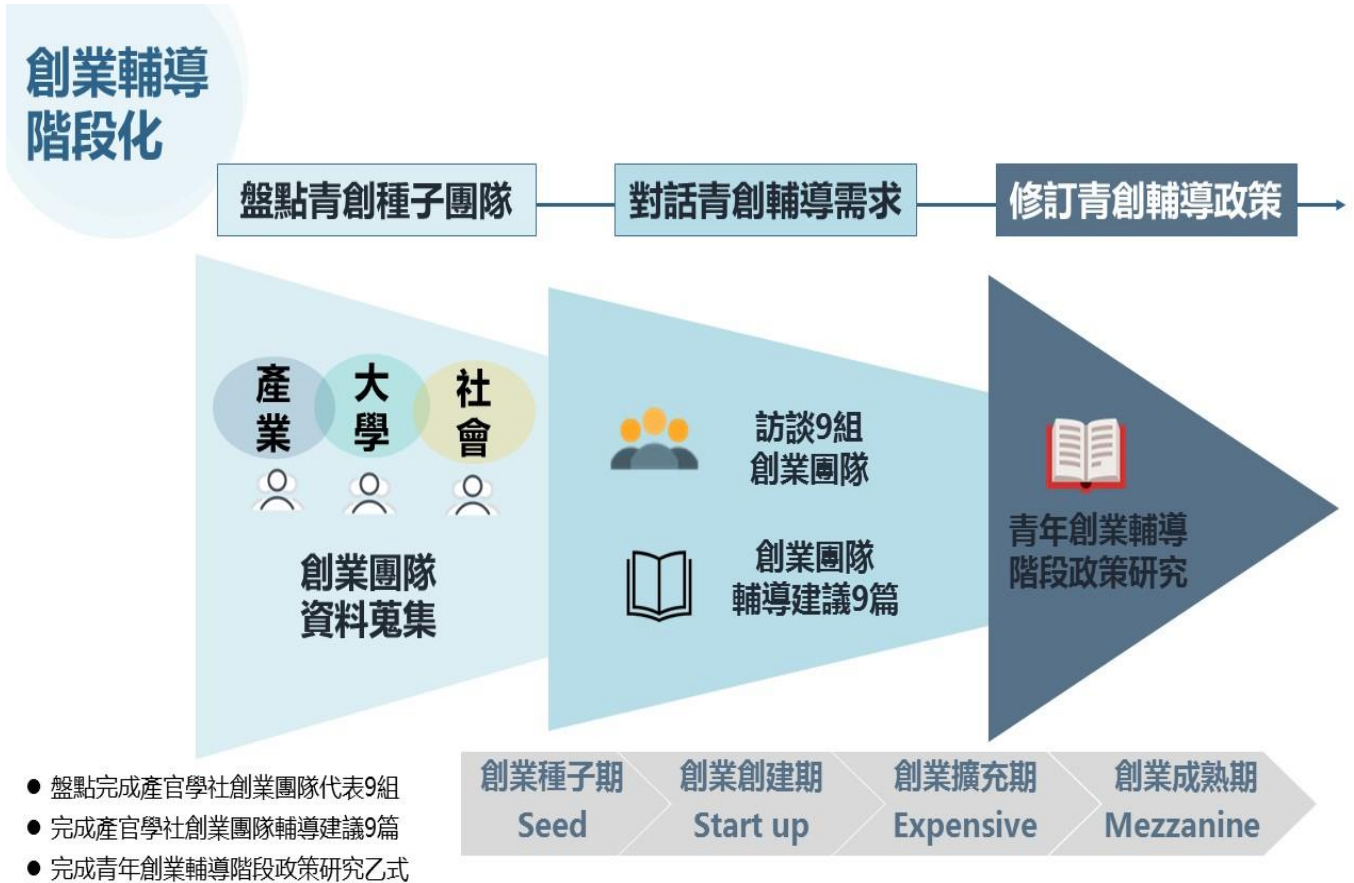 創業輔導
階段化
盤點青創種子團隊
對話青創輔導需求
修訂青創輔導政策
產業
大學
社會
創業團隊
資料蒐集
訪談9組
創業團隊
創業團隊
輔導建議9篇
青年創業輔導
階段政策研究
● 盤點完成產官學社創業團隊代表9組
● 完成產官學社創業團隊輔導建議9篇
● 完成青年創業輔導階段政策研究乙式
創業種子期
Seed
創業創建期
Start up
創業擴充期
Expensive
創業成熟期
Mezzanine